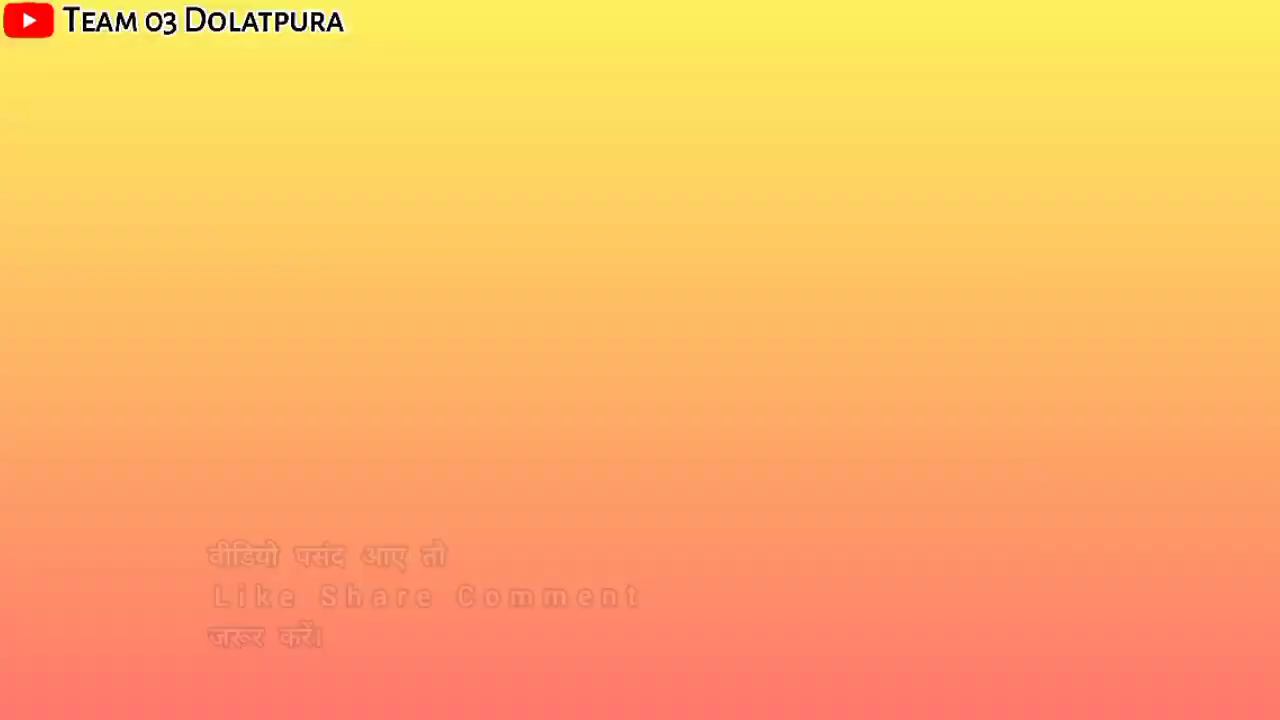 Team 03 Dolatpura
वीडियो पसंद आए तो
Like Share Comment
जरूर करें।